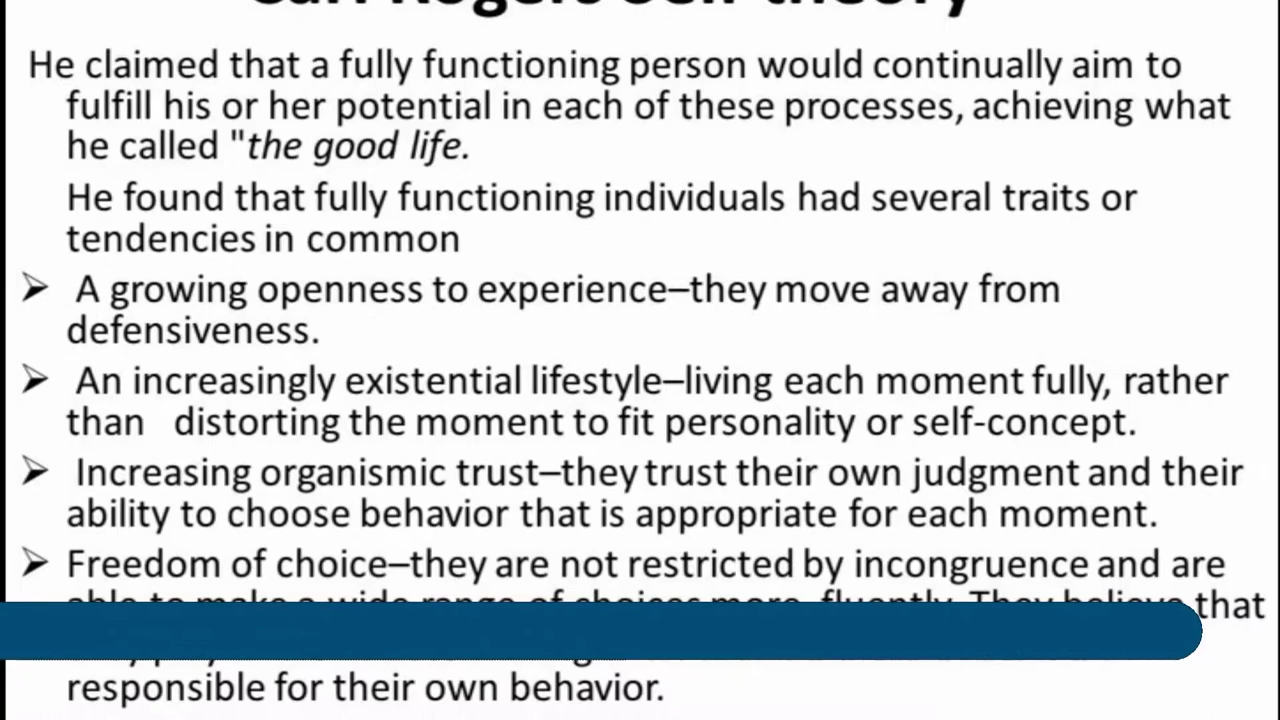 Carl Rogers Self-theory
He claimed that a fully functioning person would continually aim to
fulfill his or her potential in each of these processes, achieving what
he called "the good life.
He found that fully functioning individuals had several traits or
tendencies in common
➢ A growing openness to experience–they move away from
defensiveness.
➢ An increasingly existential lifestyle–living each moment fully, rather
than distorting the moment to fit personality or self-concept.
➢ Increasing organismic trust–they trust their own judgment and their
ability to choose behavior that is appropriate for each moment.
➢ Freedom of choice–they are not restricted by incongruence and are
able to make a wide range of choices more fluently. They believe that
responsible for their own behavior.